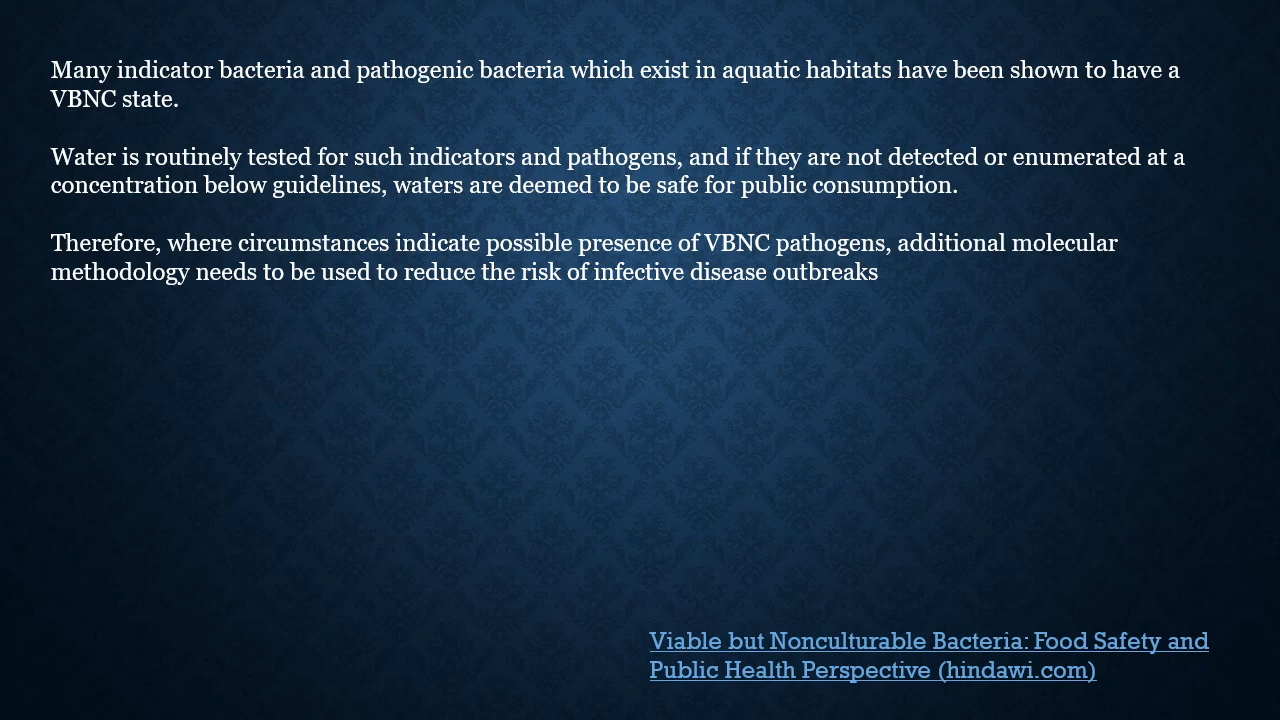 Many indicator bacteria and pathogenic bacteria which exist in aquatic habitats have been shown to have a
VBNC state.
Water is routinely tested for such indicators and pathogens, and if they are not detected or enumerated at a
concentration below guidelines, waters are deemed to be safe for public consumption.
Therefore, where circumstances indicate possible presence of VBNC pathogens, additional molecular
methodology needs to be used to reduce the risk of infective disease outbreaks
Viable but Nonculturable Bacteria: Food Safety and
Public Health Perspective (hindawi.com)